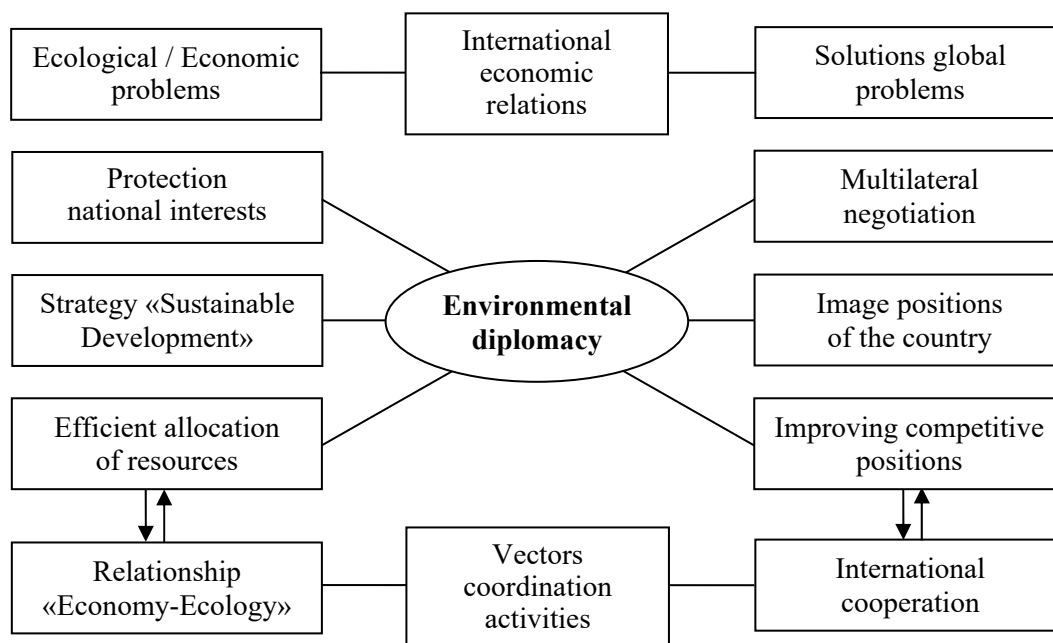 Ecological / Economic
problems
International
economic
relations
Solutions global
problems
Protection
national interests
Multilateral
negotiation
Strategy «Sustainable
Development»
Environmental
diplomacy
Image positions
of the country
Efficient allocation
of resources
Improving competitive
positions
Relationship
«Economy-Ecology»
Vectors
coordination
activities
International
cooperation